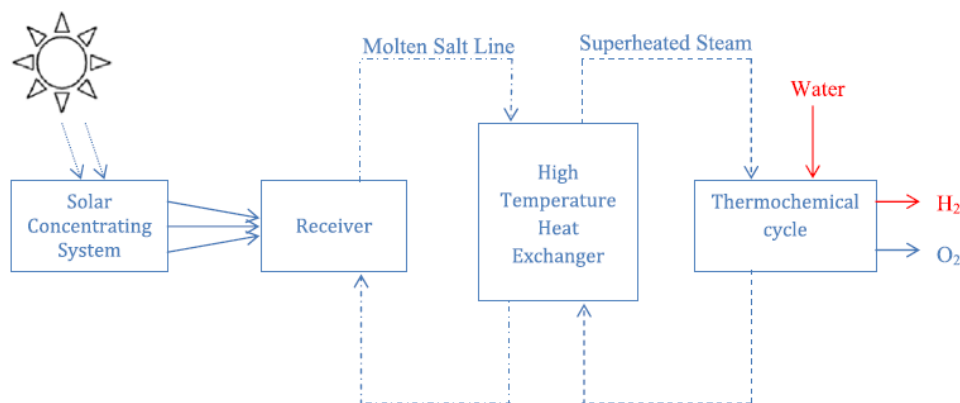 Molten Salt Line
Superheated Steam
Water
Solar
Concentrating
System
Receiver
High
Temperature
Heat
Exchanger
Thermochemical
cycle
H₂
O₂